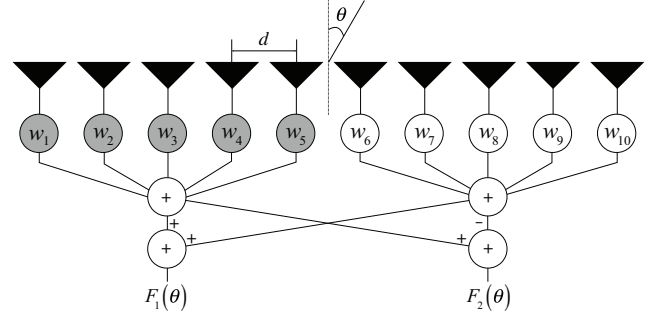 θ
d
w₁ w₂ w₃ w₄ w₅ w₆ w₇ w₈ w₉ w₁₀
+ +
+ −
+ + + +
F₁(θ) F₂(θ)